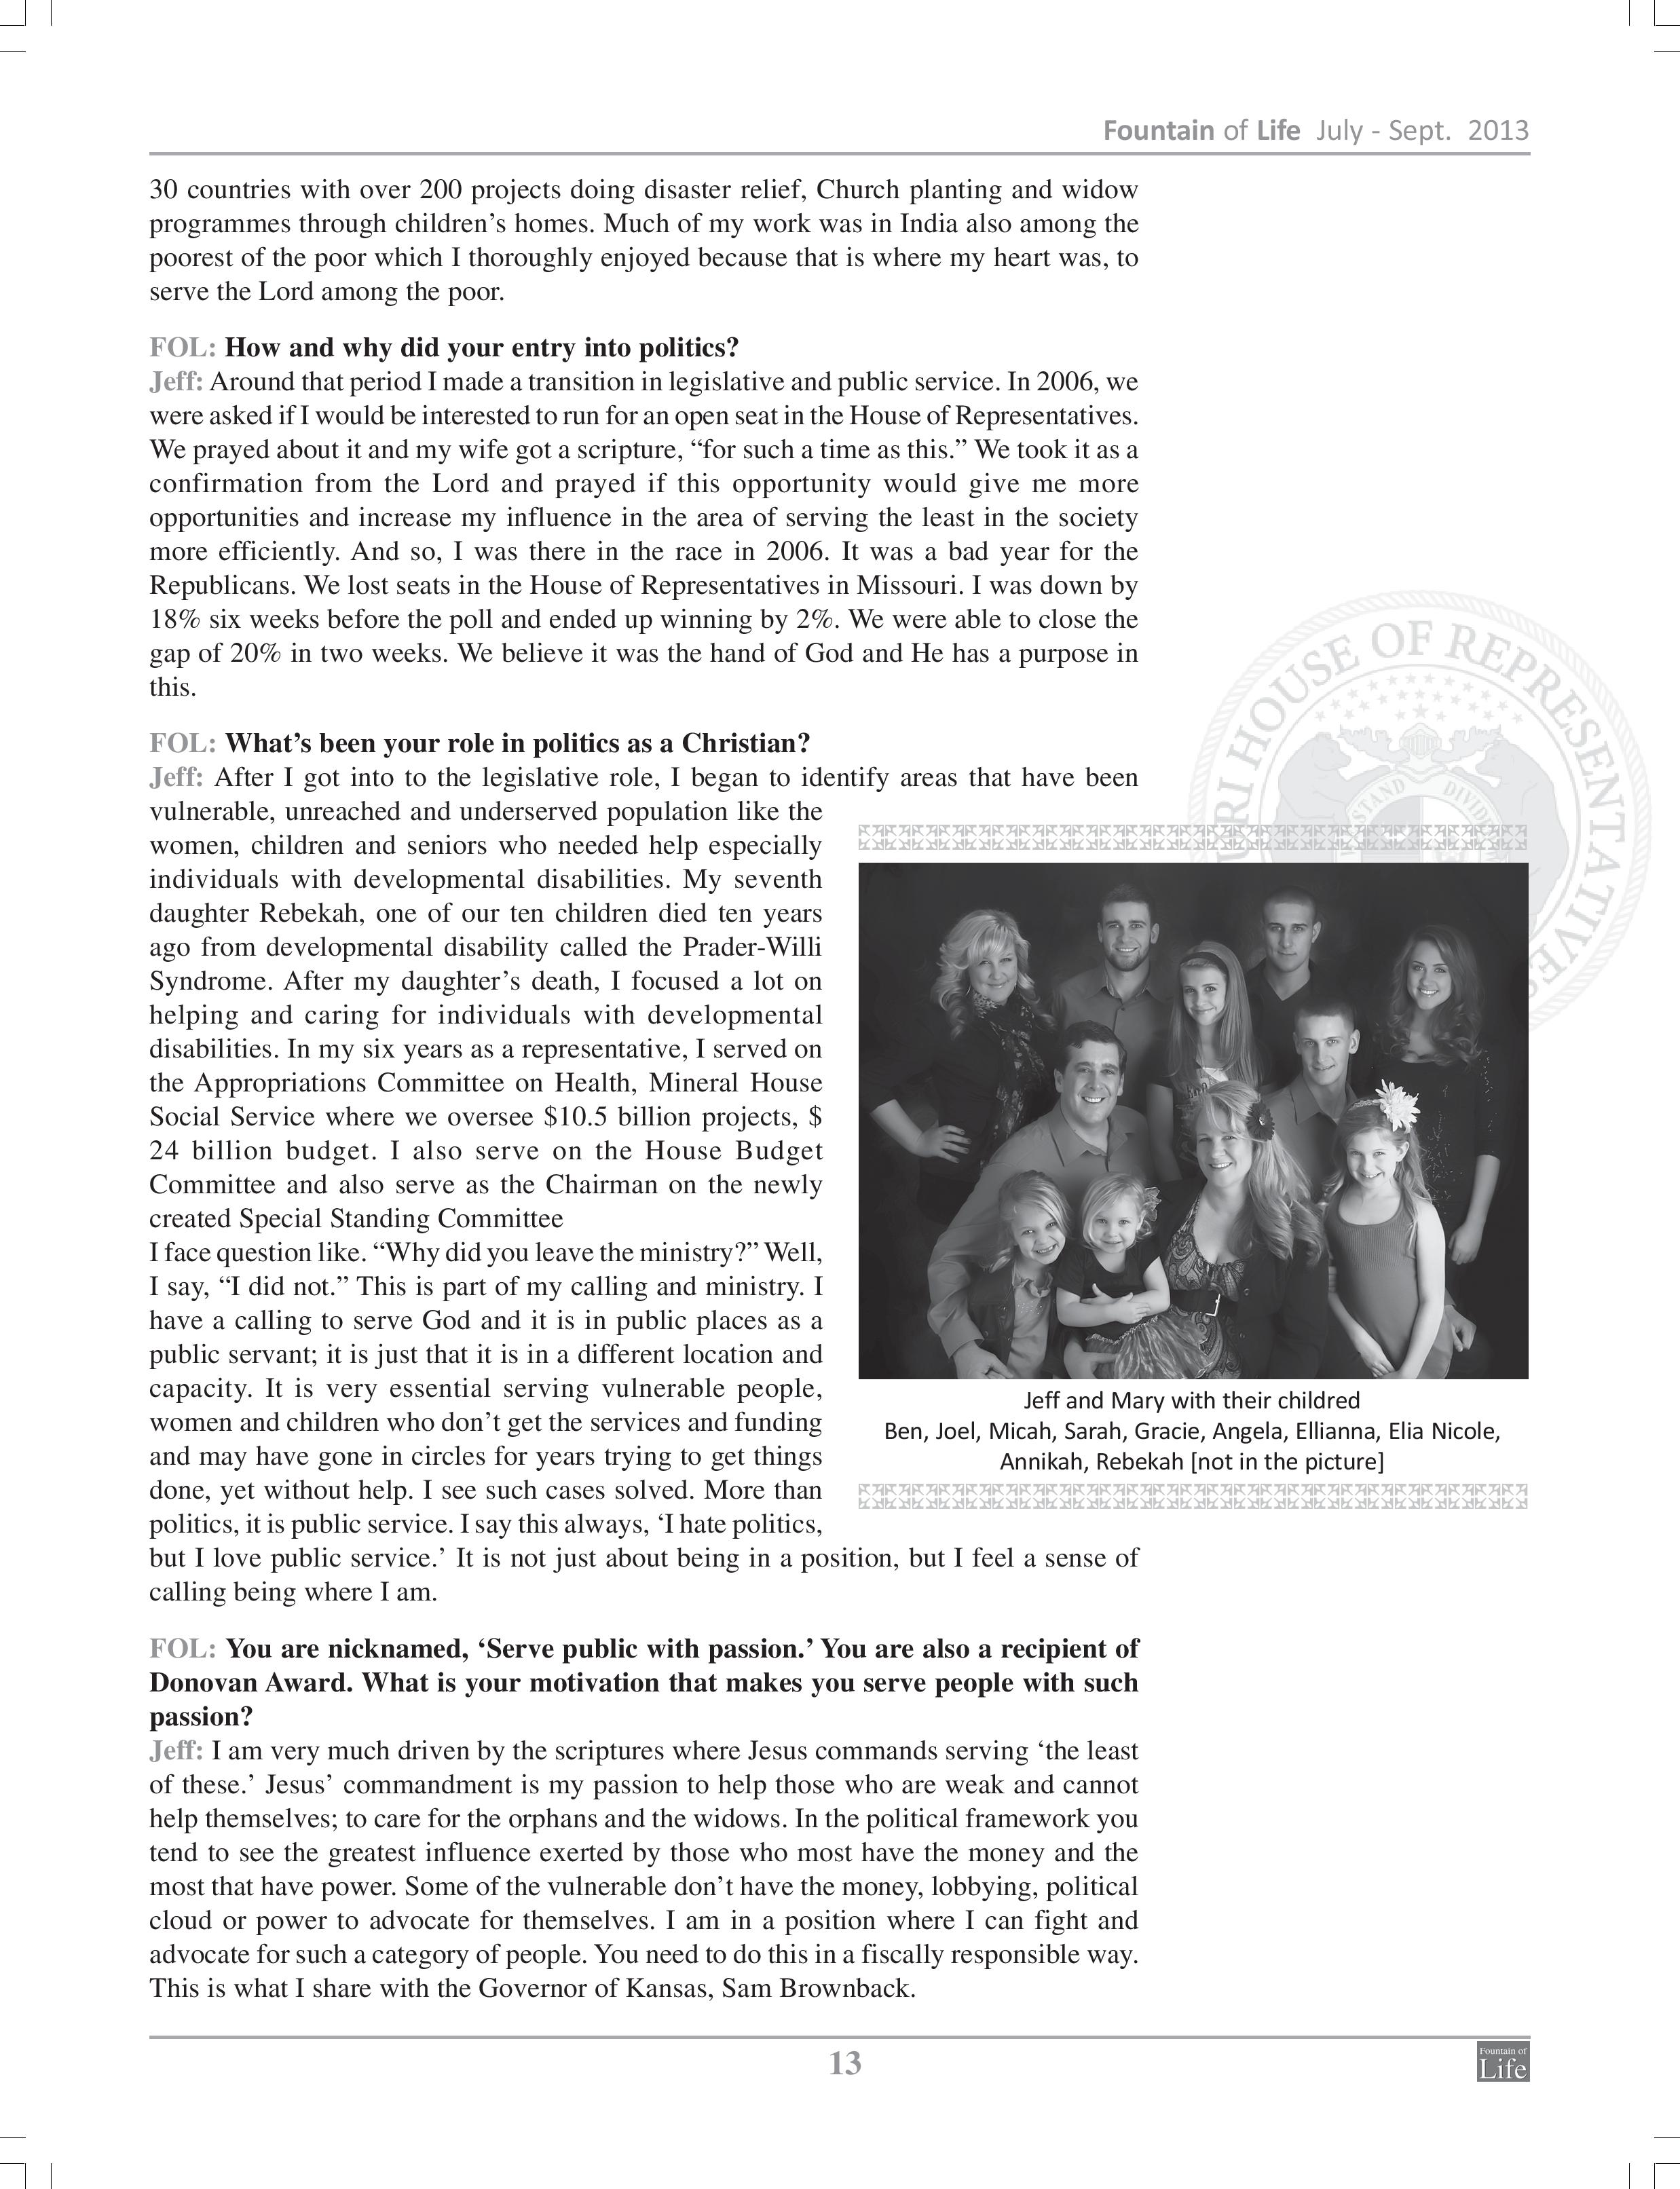 Fountain of Life July - Sept. 2013
30 countries with over 200 projects doing disaster relief, Church planting and widow
programmes through children’s homes. Much of my work was in India also among the
poorest of the poor which I thoroughly enjoyed because that is where my heart was, to
serve the Lord among the poor.
FOL: How and why did your entry into politics?
Jeff: Around that period I made a transition in legislative and public service. In 2006, we
were asked if I would be interested to run for an open seat in the House of Representatives.
We prayed about it and my wife got a scripture, “for such a time as this.” We took it as a
confirmation from the Lord and prayed if this opportunity would give me more
opportunities and increase my influence in the area of serving the least in the society
more efficiently. And so, I was there in the race in 2006. It was a bad year for the
Republicans. We lost seats in the House of Representatives in Missouri. I was down by
18% six weeks before the poll and ended up winning by 2%. We were able to close the
gap of 20% in two weeks. We believe it was the hand of God and He has a purpose in
this.
FOL: What’s been your role in politics as a Christian?
Jeff: After I got into to the legislative role, I began to identify areas that have been
vulnerable, unreached and underserved population like the
women, children and seniors who needed help especially
individuals with developmental disabilities. My seventh
daughter Rebekah, one of our ten children died ten years
ago from developmental disability called the Prader-Willi
Syndrome. After my daughter’s death, I focused a lot on
helping and caring for individuals with developmental
disabilities. In my six years as a representative, I served on
the Appropriations Committee on Health, Mineral House
Social Service where we oversee $10.5 billion projects, $
24 billion budget. I also serve on the House Budget
Committee and also serve as the Chairman on the newly
created Special Standing Committee
I face question like. “Why did you leave the ministry?” Well,
I say, “I did not.” This is part of my calling and ministry. I
have a calling to serve God and it is in public places as a
public servant; it is just that it is in a different location and
capacity. It is very essential serving vulnerable people,
women and children who don’t get the services and funding
and may have gone in circles for years trying to get things
done, yet without help. I see such cases solved. More than
politics, it is public service. I say this always, ‘I hate politics,
but I love public service.’ It is not just about being in a position, but I feel a sense of
calling being where I am.
URI HOUSE OF REPRESENTATIVES
STAND DIVID
Jeff and Mary with their childred
Ben, Joel, Micah, Sarah, Gracie, Angela, Ellianna, Elia Nicole,
Annikah, Rebekah [not in the picture]
FOL: You are nicknamed, ‘Serve public with passion.’ You are also a recipient of
Donovan Award. What is your motivation that makes you serve people with such
passion?
Jeff: I am very much driven by the scriptures where Jesus commands serving ‘the least
of these.’ Jesus’ commandment is my passion to help those who are weak and cannot
help themselves; to care for the orphans and the widows. In the political framework you
tend to see the greatest influence exerted by those who most have the money and the
most that have power. Some of the vulnerable don’t have the money, lobbying, political
cloud or power to advocate for themselves. I am in a position where I can fight and
advocate for such a category of people. You need to do this in a fiscally responsible way.
This is what I share with the Governor of Kansas, Sam Brownback.
13
Fountain of
Life